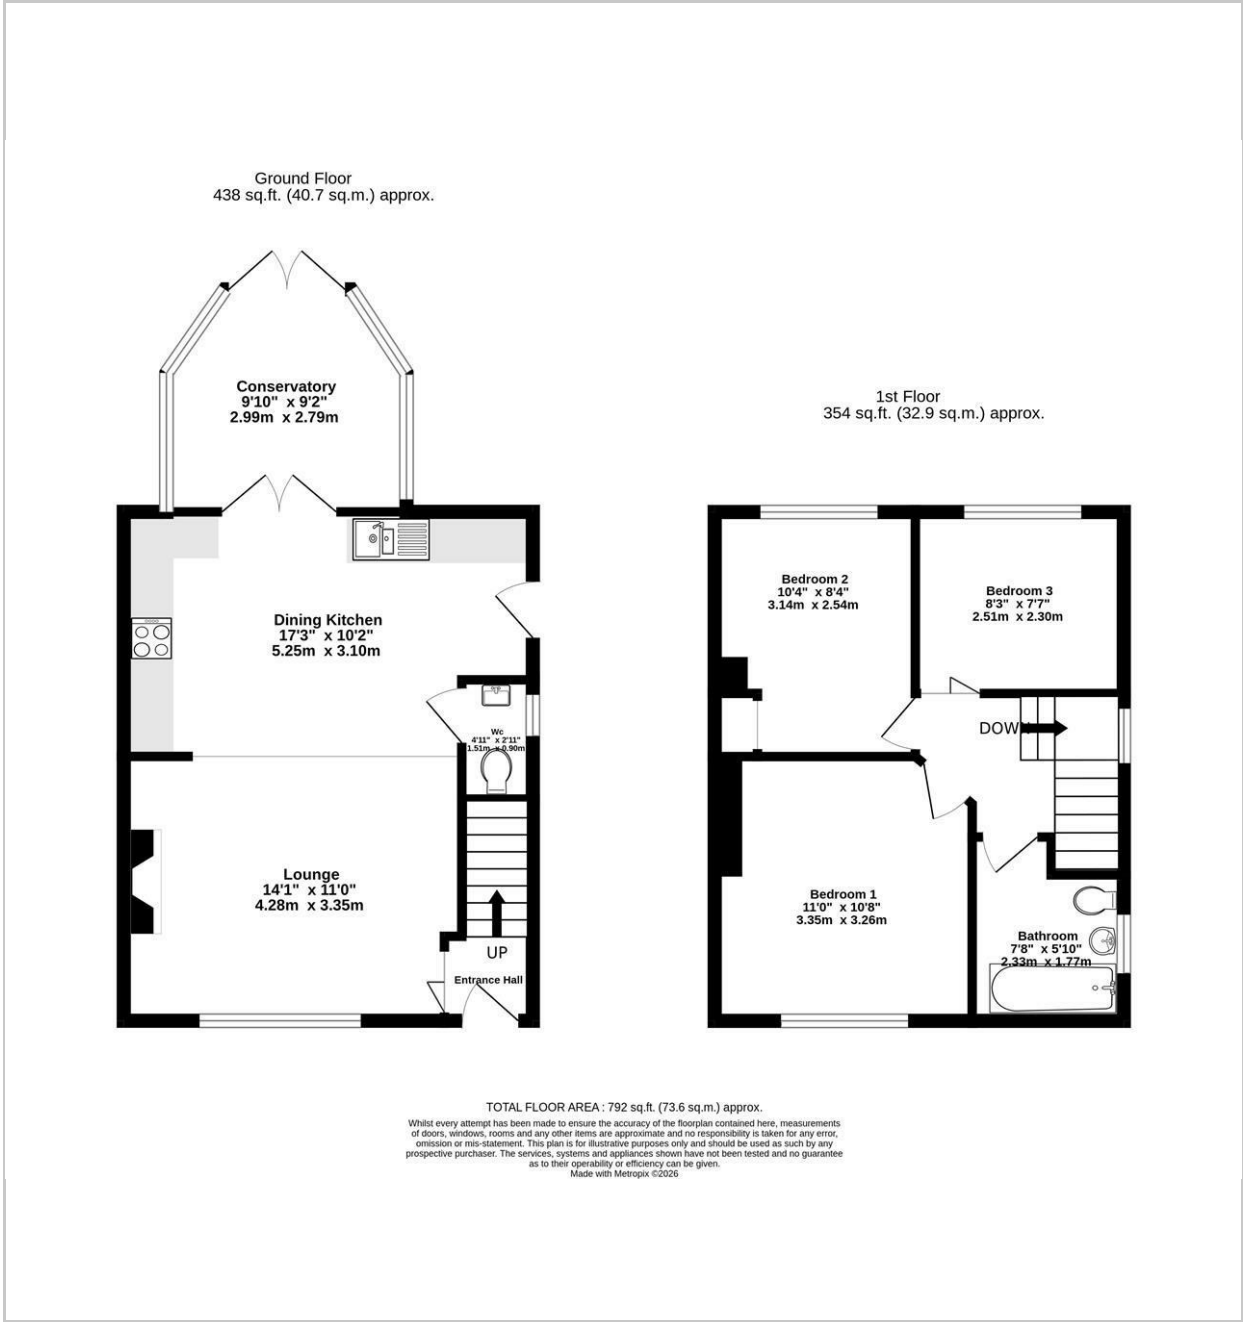 Ground Floor
438 sq.ft. (40.7 sq.m.) approx.
Conservatory
9'10" x 9'2"
2.99m x 2.79m
Dining Kitchen
17'3" x 10'2"
5.25m x 3.10m
Wc
4'11" x 2'11"
1.51m x 0.90m
Lounge
14'1" x 11'0"
4.28m x 3.35m
UP
Entrance Hall
1st Floor
354 sq.ft. (32.9 sq.m.) approx.
Bedroom 2
10'4" x 8'4"
3.14m x 2.54m
Bedroom 3
8'3" x 7'7"
2.51m x 2.30m
DOWN
Bedroom 1
11'0" x 10'8"
3.35m x 3.26m
Bathroom
7'8" x 5'10"
2.33m x 1.77m
TOTAL FLOOR AREA : 792 sq.ft. (73.6 sq.m.) approx.
Whilst every attempt has been made to ensure the accuracy of the floorplan contained here, measurements
of doors, windows, rooms and any other items are approximate and no responsibility is taken for any error,
omission or mis-statement. This plan is for illustrative purposes only and should be used as such by any
prospective purchaser. The services, systems and appliances shown have not been tested and no guarantee
as to their operability or efficiency can be given.
Made with Metropix ©2026